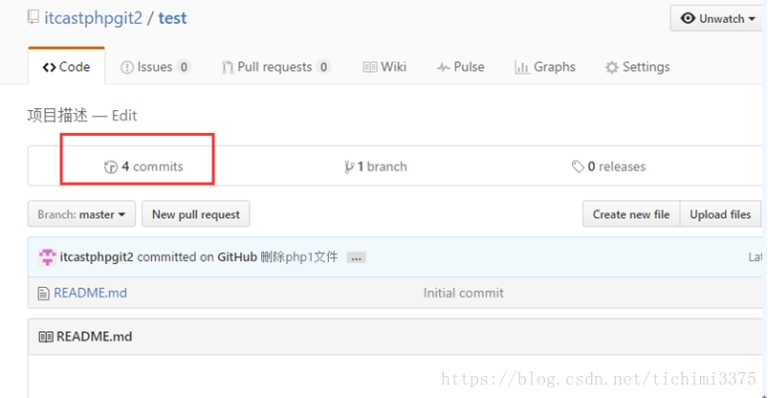 itcastphpgit2 / test
Unwatch
Code Issues 0 Pull requests 0 Wiki Pulse Graphs Settings
项目描述 — Edit
4 commits 1 branch 0 releases
Branch: master New pull request Create new file Upload files
itcastphpgit2 committed on GitHub 删除php1文件 ...
README.md Initial commit
README.md
https://blog.csdn.net/tichimi3375